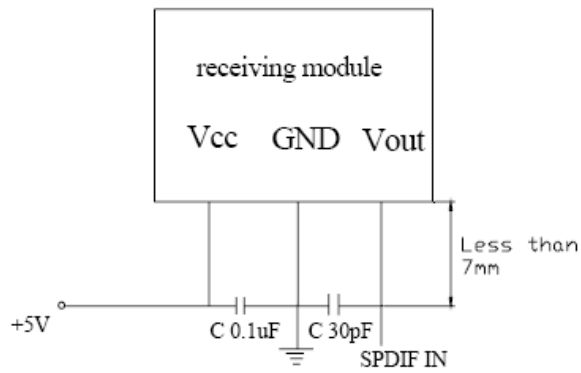 receiving module
Vcc GND Vout
Less than
7mm
+5V
C 0.1uF
C 30pF
SPDIF IN